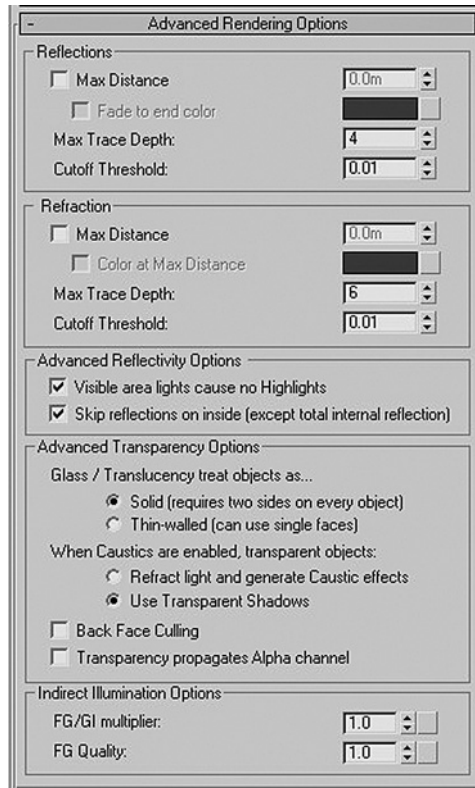 - Advanced Rendering Options
Reflections
Max Distance 0.0m
Fade to end color
Max Trace Depth: 4
Cutoff Threshold: 0.01
Refraction
Max Distance 0.0m
Color at Max Distance
Max Trace Depth: 6
Cutoff Threshold: 0.01
Advanced Reflectivity Options
Visible area lights cause no Highlights
Skip reflections on inside (except total internal reflection)
Advanced Transparency Options
Glass / Translucency treat objects as...
Solid (requires two sides on every object)
Thin-walled (can use single faces)
When Caustics are enabled, transparent objects:
Refract light and generate Caustic effects
Use Transparent Shadows
Back Face Culling
Transparency propagates Alpha channel
Indirect Illumination Options
FG/GI multiplier: 1.0
FG Quality: 1.0